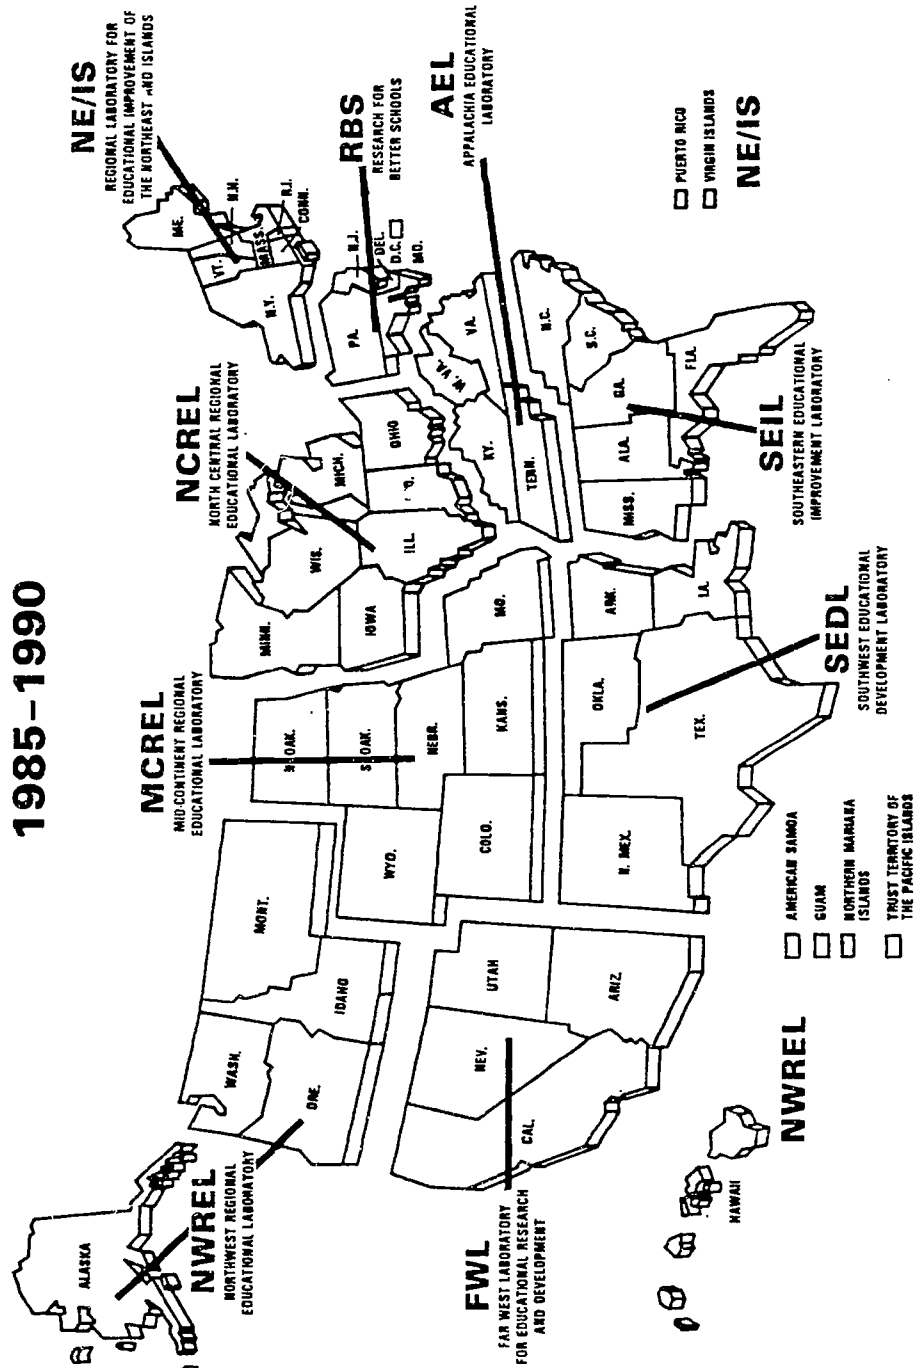 1985–1990
NE/IS
REGIONAL LABORATORY FOR
EDUCATIONAL IMPROVEMENT OF
THE NORTHEAST AND ISLANDS
RBS
RESEARCH FOR
BETTER SCHOOLS
AEL
APPALACHIA EDUCATIONAL
LABORATORY
NCREL
NORTH CENTRAL REGIONAL
EDUCATIONAL LABORATORY
MCREL
MID-CONTINENT REGIONAL
EDUCATIONAL LABORATORY
NWREL
NORTHWEST REGIONAL
EDUCATIONAL LABORATORY
FWL
FAR WEST LABORATORY
FOR EDUCATIONAL RESEARCH
AND DEVELOPMENT
SEDL
SOUTHWEST EDUCATIONAL
DEVELOPMENT LABORATORY
SEIL
SOUTHEASTERN EDUCATIONAL
IMPROVEMENT LABORATORY
PUERTO RICO
VIRGIN ISLANDS
NE/IS
AMERICAN SAMOA
GUAM
NORTHERN MARIANA
ISLANDS
TRUST TERRITORY OF
THE PACIFIC ISLANDS
NWREL
HAWAII
ALASKA
WASH.
ORE.
IDAHO
MONT.
WYO.
NEV.
CAL.
UTAH
ARIZ.
COLO.
N. MEX.
N. DAK.
S. DAK.
NEBR.
KANS.
OKLA.
TEX.
MINN.
IOWA
MO.
ARK.
LA.
WIS.
ILL.
MICH.
OHIO
KY.
TENN.
MISS.
ALA.
GA.
FLA.
S.C.
N.C.
VA.
W. VA.
PA.
N.J.
DEL.
D.C.
MD.
N.Y.
VT.
ME.
N.H.
MASS.
R.I.
CONN.